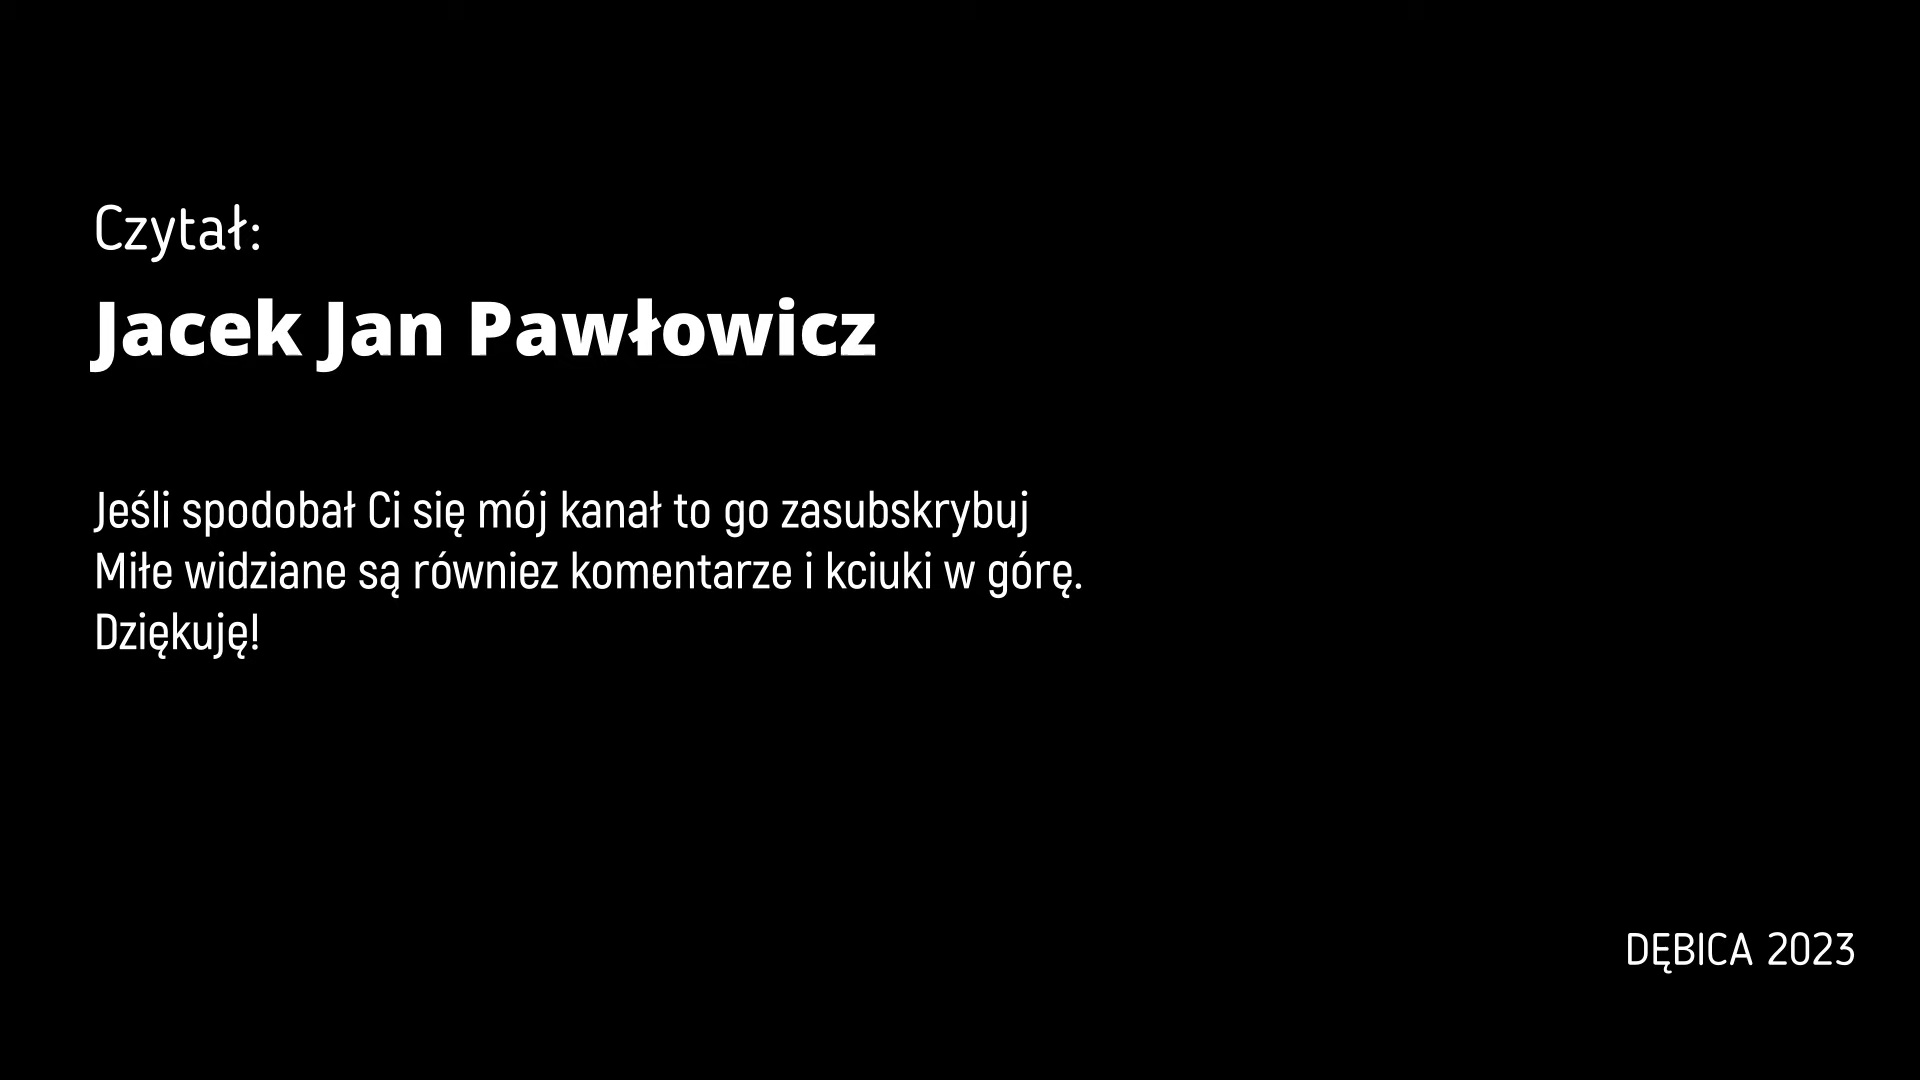 Czytał:
Jacek Jan Pawłowicz
Jeśli spodobał Ci się mój kanał to go zasubskrybuj
Miłe widziane są równiez komentarze i kciuki w górę.
Dziękuję!
DĘBICA 2023